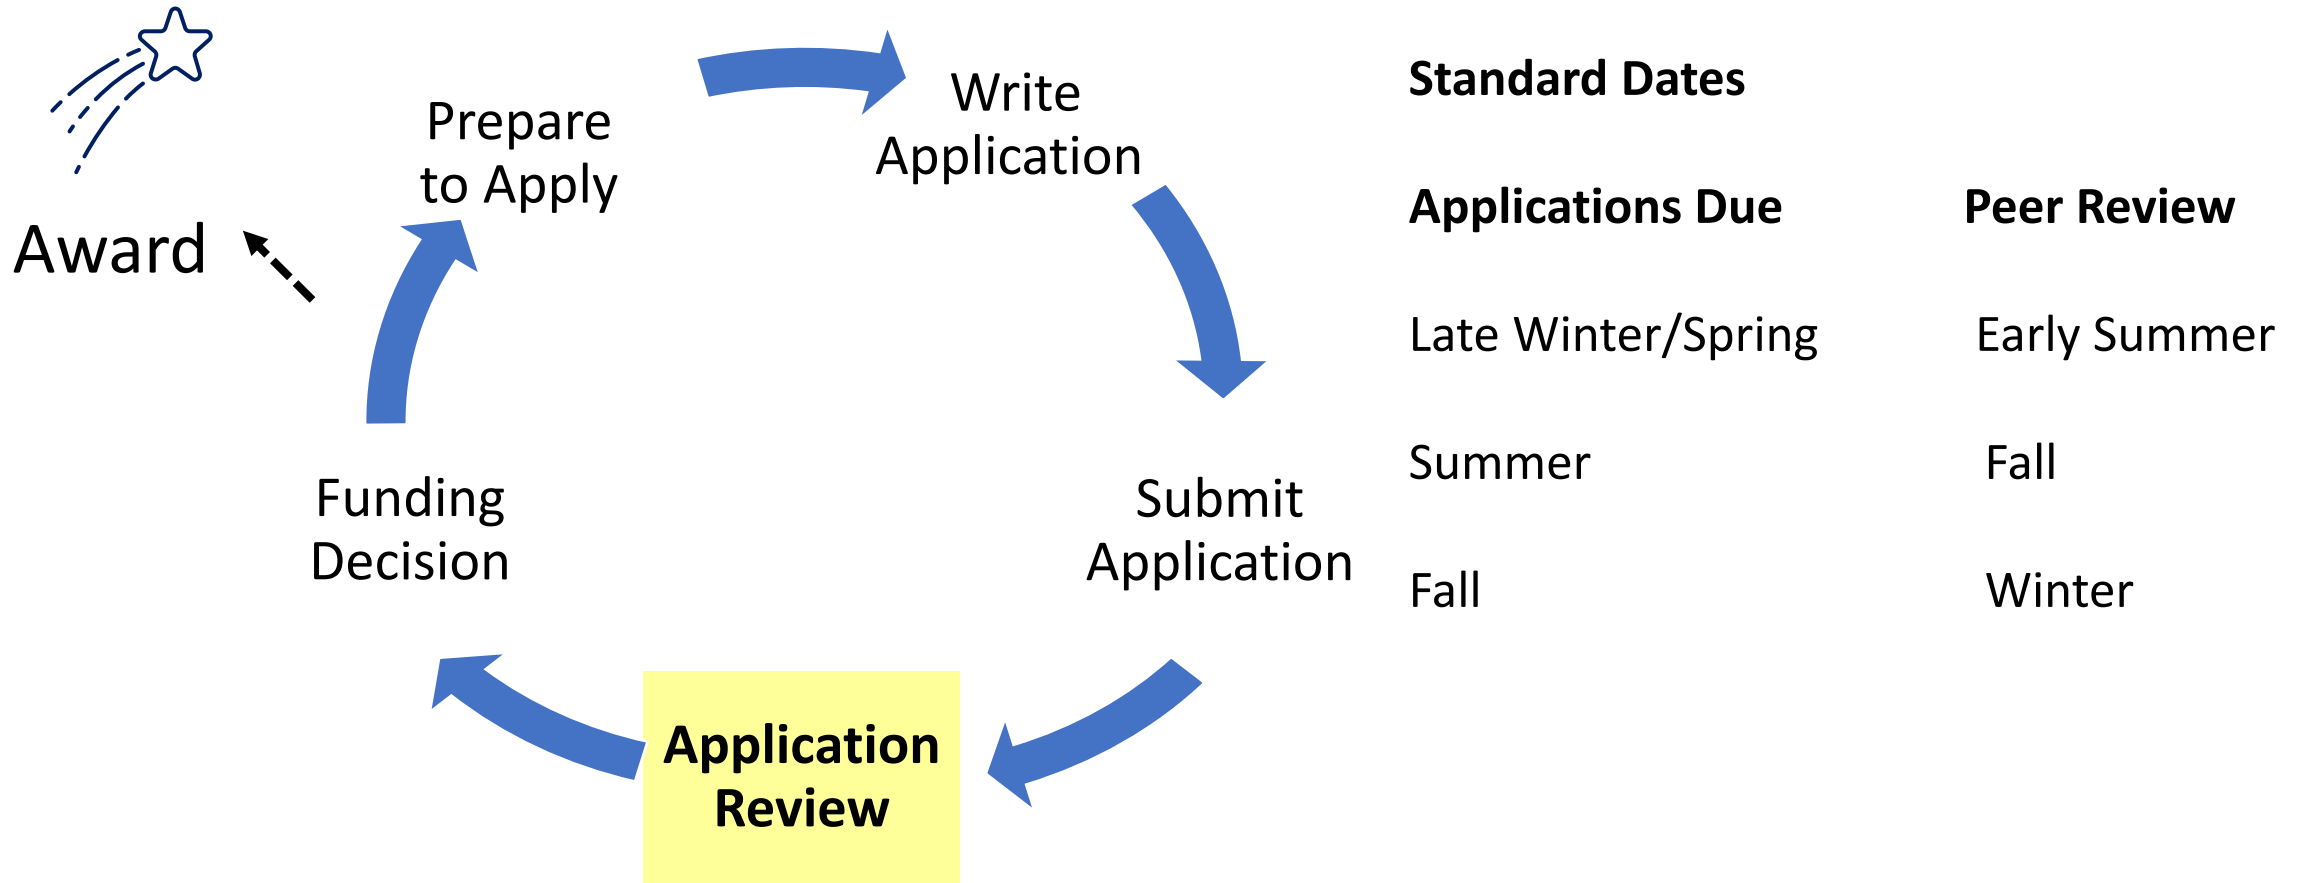 Award
Prepare
to Apply
Write
Application
Submit
Application
Application
Review
Funding
Decision
Standard Dates
Applications Due Peer Review
Late Winter/Spring Early Summer
Summer Fall
Fall Winter